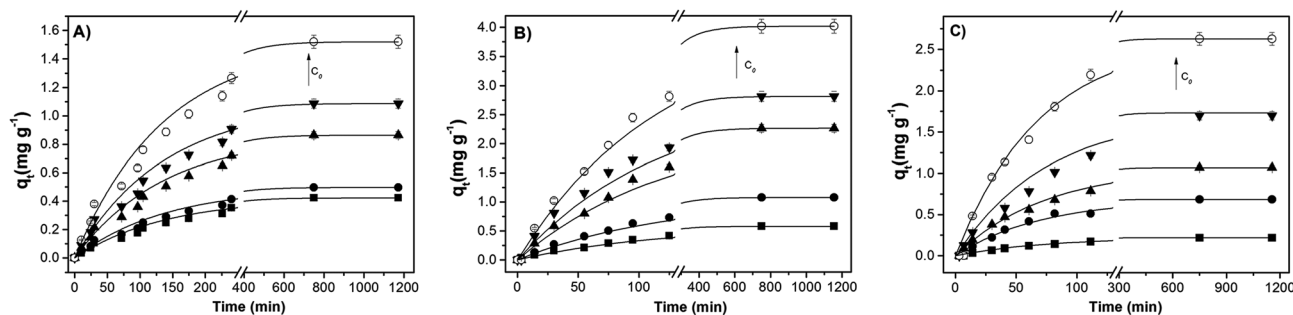 A)
qt(mg g-1)
1.6
1.4
1.2
1.0
0.8
0.6
0.4
0.2
0.0
C0
0 50 100 150 200 400 600 800 1000 1200
Time (min)
B)
qt(mg g-1)
4.0
3.5
3.0
2.5
2.0
1.5
1.0
0.5
0.0
C0
0 50 100 400 600 800 1000 1200
Time (min)
C)
qt(mg g-1)
2.5
2.0
1.5
1.0
0.5
0.0
C0
0 50 100 300 600 900 1200
Time (min)